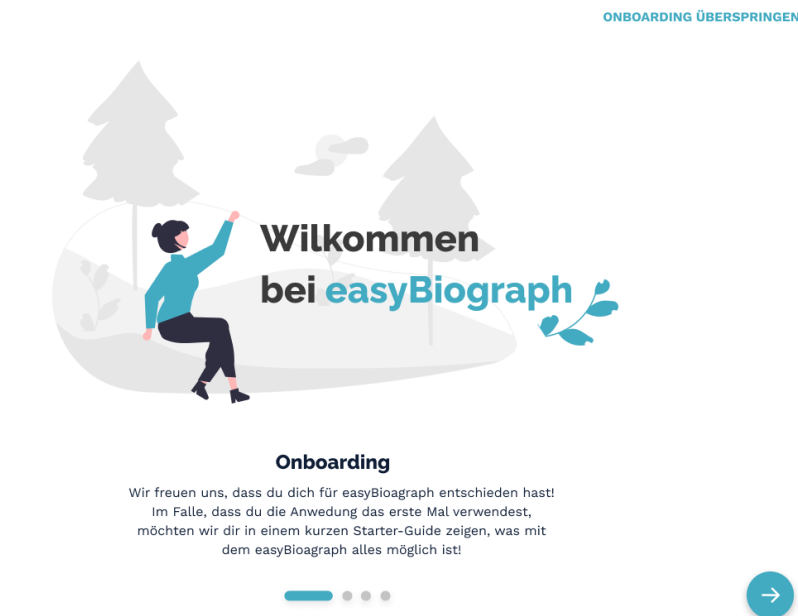 ONBOARDING ÜBERSPRINGEN
Wilkommen
bei easyBiograph
Onboarding
Wir freuen uns, dass du dich für easyBioagraph entschieden hast!
Im Falle, dass du die Anwedung das erste Mal verwendest,
möchten wir dir in einem kurzen Starter-Guide zeigen, was mit
dem easyBioagraph alles möglich ist!